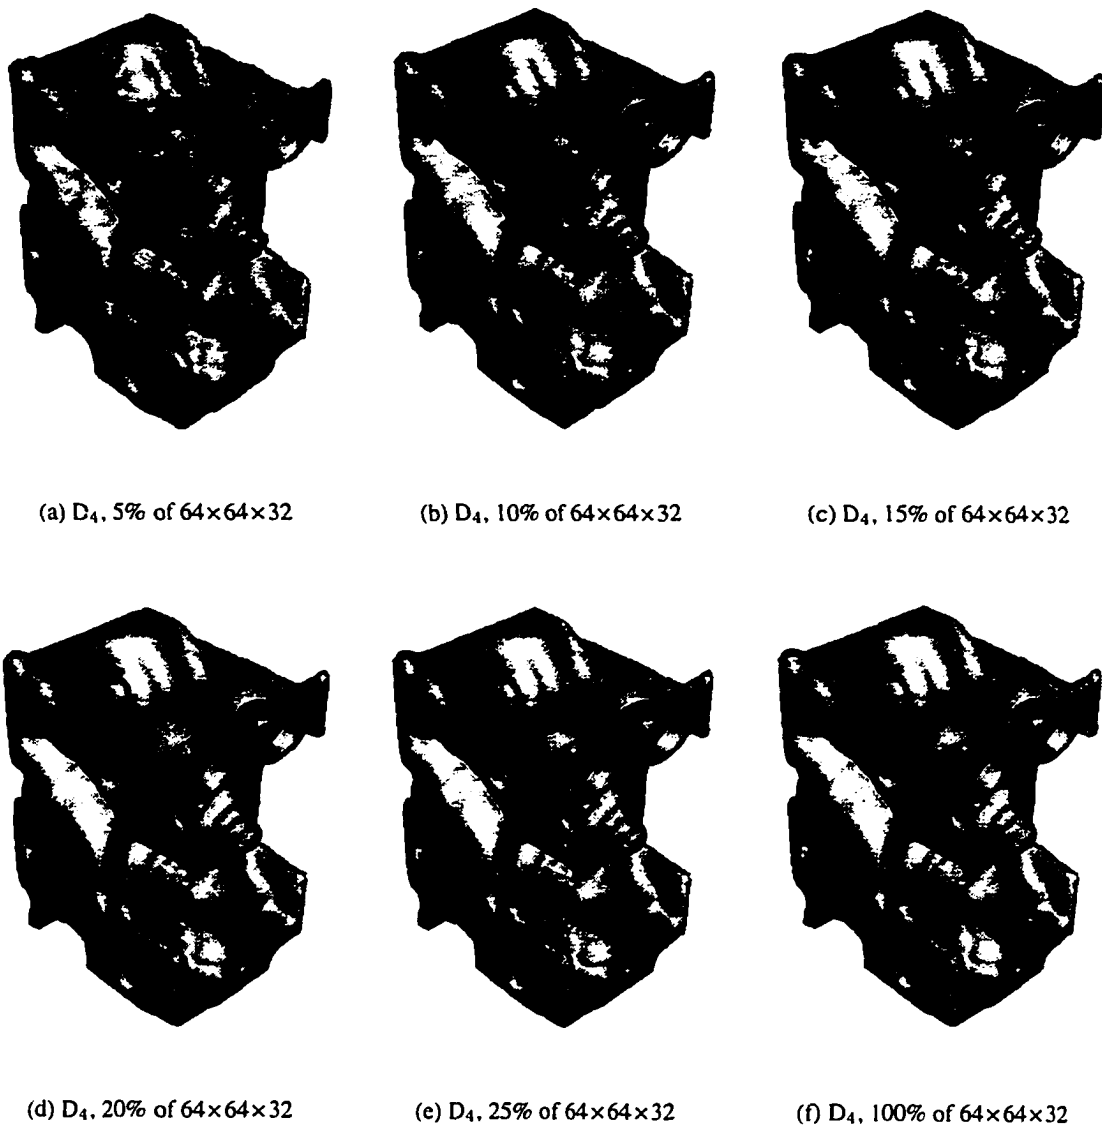 (a) D₄, 5% of 64×64×32
(b) D₄, 10% of 64×64×32
(c) D₄, 15% of 64×64×32
(d) D₄, 20% of 64×64×32
(e) D₄, 25% of 64×64×32
(f) D₄, 100% of 64×64×32